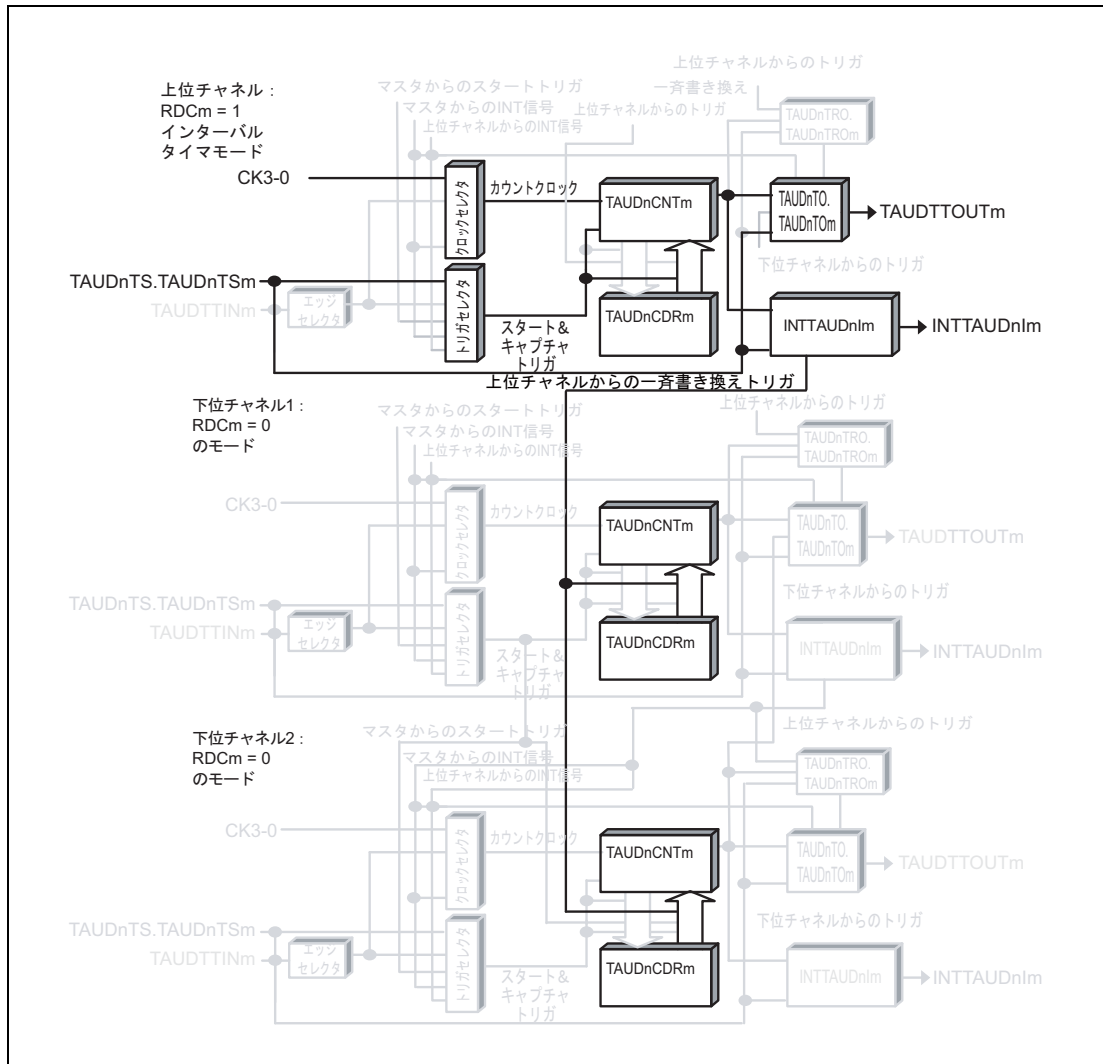 上位チャネル：
RDCm = 1
インターバル
タイマモード
上位チャネルからのトリガ
一斉書き換え
マスタからのスタートトリガ
マスタからのINT信号
上位チャネルからのINT信号
上位チャネルからのトリガ
TAUDnTRO.
TAUDnTROm
CK3-0
クロックセレクタ
カウントクロック
TAUDnCNTm
TAUDnTO.
TAUDnTOm
TAUDTTOUTm
下位チャネルからのトリガ
TAUDnTS.TAUDnTSm
TAUDTTINm
エッジ
セレクタ
トリガセレクタ
スタート&
キャプチャ
トリガ
TAUDnCDRm
INTTAUDnIm
INTTAUDnIm
上位チャネルからの一斉書き換えトリガ
下位チャネル1：
RDCm = 0
のモード
マスタからのスタートトリガ
マスタからのINT信号
上位チャネルからのINT信号
上位チャネルからのトリガ
TAUDnTRO.
TAUDnTROm
CK3-0
クロックセレクタ
カウントクロック
TAUDnCNTm
TAUDnTO.
TAUDnTOm
TAUDTTOUTm
下位チャネルからのトリガ
TAUDnTS.TAUDnTSm
TAUDTTINm
エッジ
セレクタ
トリガセレクタ
スタート&
キャプチャ
トリガ
TAUDnCDRm
INTTAUDnIm
INTTAUDnIm
下位チャネル2：
RDCm = 0
のモード
マスタからのスタートトリガ
マスタからのINT信号
上位チャネルからのINT信号
上位チャネルからのトリガ
TAUDnTRO.
TAUDnTROm
CK3-0
クロックセレクタ
カウントクロック
TAUDnCNTm
TAUDnTO.
TAUDnTOm
TAUDTTOUTm
下位チャネルからのトリガ
TAUDnTS.TAUDnTSm
TAUDTTINm
エッジ
セレクタ
トリガセレクタ
スタート&
キャプチャ
トリガ
TAUDnCDRm
INTTAUDnIm
INTTAUDnIm